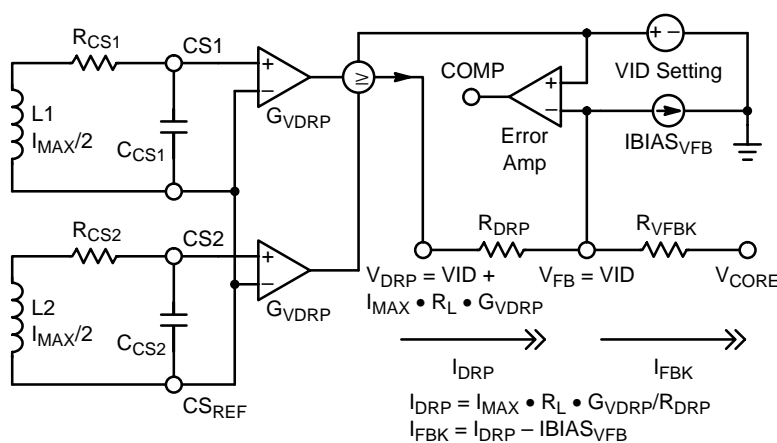 R_CS1
CS1
L1
I_MAX/2
C_CS1
+
−
G_VDRP
≥
COMP
+
−
Error
Amp
+ −
VID Setting
IBIAS_VFB
R_CS2
CS2
L2
I_MAX/2
C_CS2
CS_REF
+
−
G_VDRP
R_DRP
R_VFBK
V_DRP = VID +
I_MAX • R_L • G_VDRP
V_FB = VID
V_CORE
I_DRP
I_FBK
I_DRP = I_MAX • R_L • G_VDRP/R_DRP
I_FBK = I_DRP – IBIAS_VFB